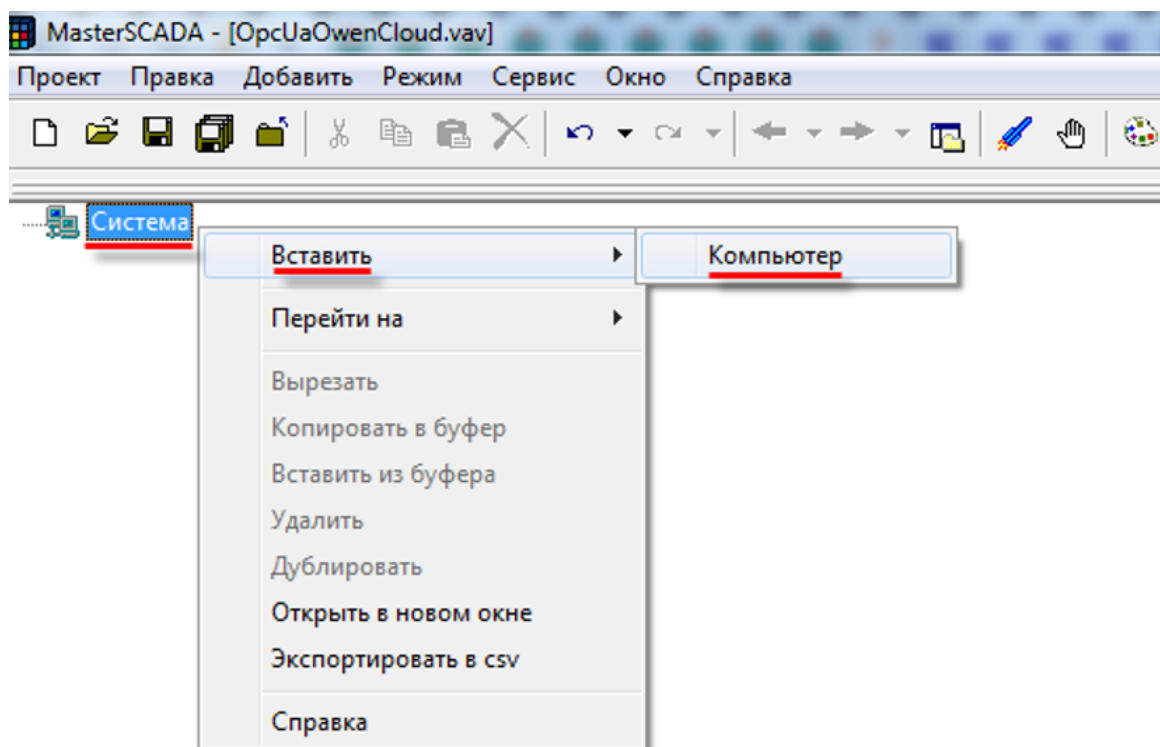 MasterSCADA - [OpcUaOwenCloud.vav]
Проект Правка Добавить Режим Сервис Окно Справка
Система
Вставить Компьютер
Перейти на
Вырезать
Копировать в буфер
Вставить из буфера
Удалить
Дублировать
Открыть в новом окне
Экспортировать в csv
Справка